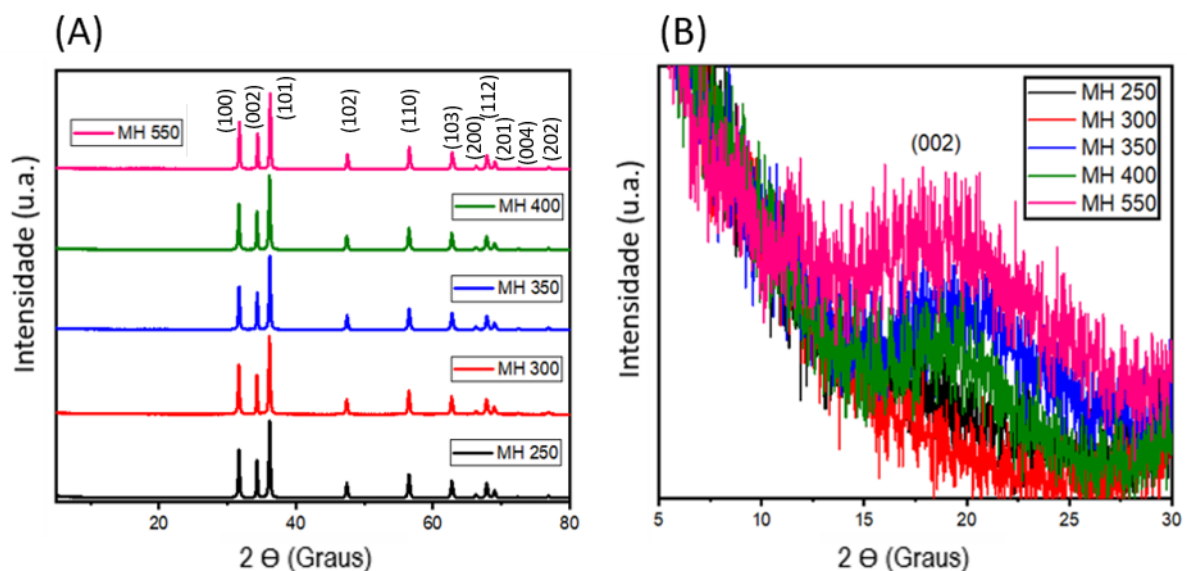 (A)
Intensidade (u.a.)
(100)
(002)
(101)
(102)
(110)
(103)
(200)
(112)
(201)
(004)
(202)
MH 550
MH 400
MH 350
MH 300
MH 250
20
40
60
80
2 Ɵ (Graus)
(B)
Intensidade (u.a.)
(002)
MH 250
MH 300
MH 350
MH 400
MH 550
5
10
15
20
25
30
2 Ɵ (Graus)